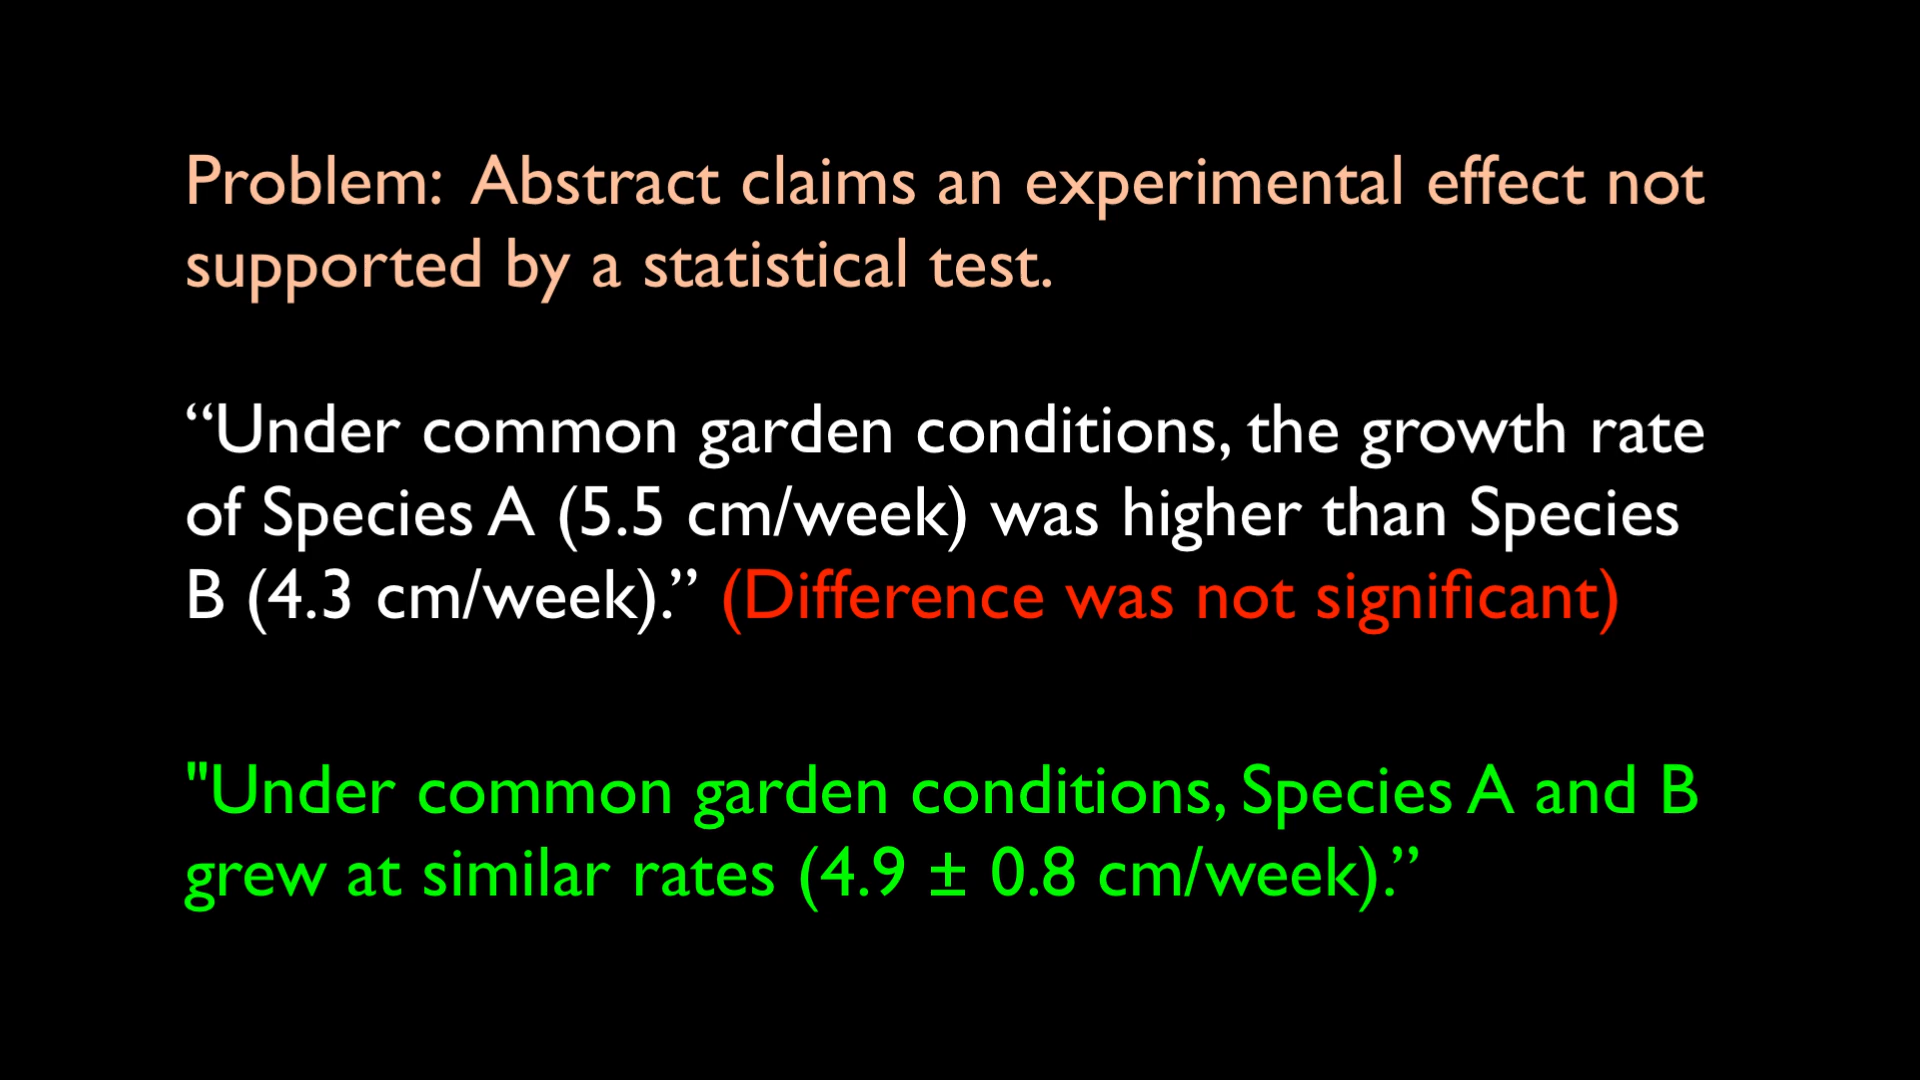 Problem:  Abstract claims an experimental effect not
supported by a statistical test.
“Under common garden conditions, the growth rate
of Species A (5.5 cm/week) was higher than Species
B (4.3 cm/week).” (Difference was not significant)
"Under common garden conditions, Species A and B
grew at similar rates (4.9 ± 0.8 cm/week).”